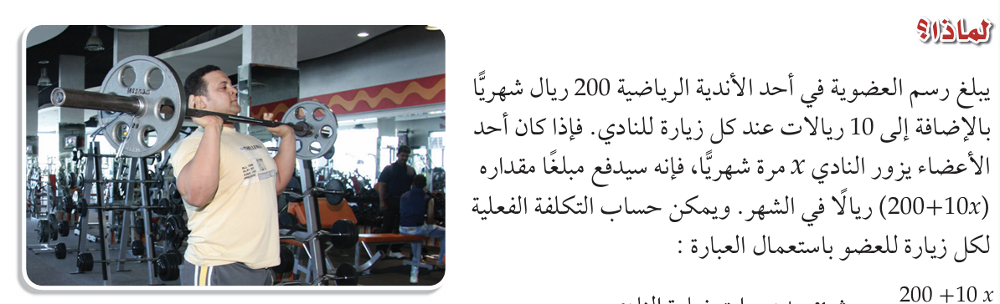 لماذا؟
يبلغ رسم العضوية في أحد الأندية الرياضية 200 ريال شهريًّا
بالإضافة إلى 10 ريالات عند كل زيارة للنادي. فإذا كان أحد
الأعضاء يزور النادي x مرة شهريًّا، فإنه سيدفع مبلغًا مقداره
(200+10x) ريالًا في الشهر. ويمكن حساب التكلفة الفعلية
لكل زيارة للعضو باستعمال العبارة :
200 +10 x